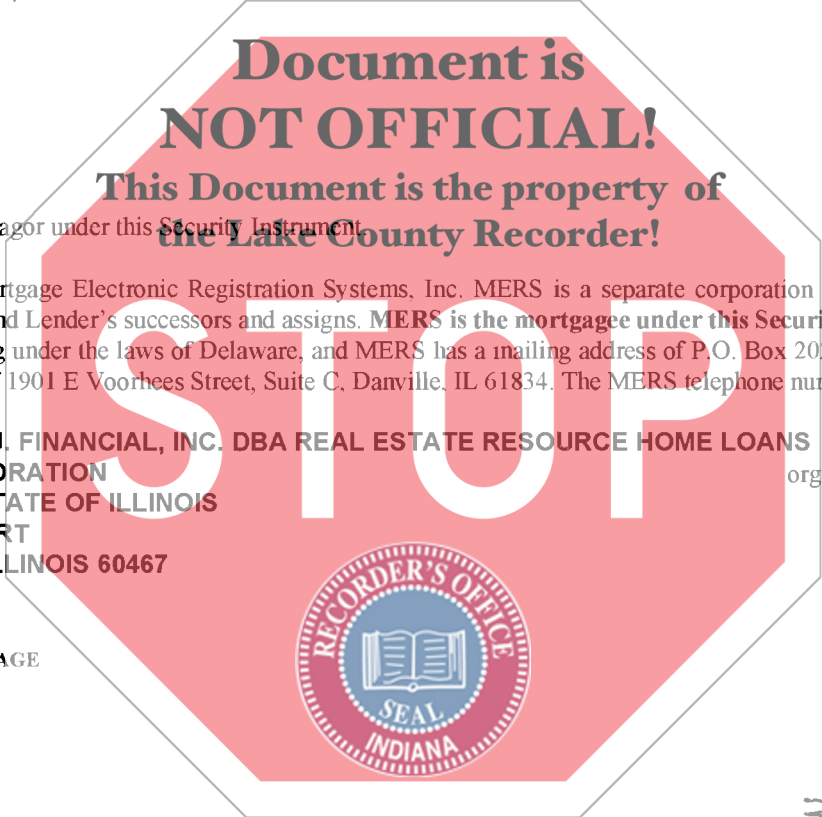 Document is
NOT OFFICIAL!
This Document is the property of
the Lake County Recorder!
agor under this Security Instrument.
rtgage Electronic Registration Systems, Inc. MERS is a separate corporation
nd Lender's successors and assigns. MERS is the mortgagee under this Securi
g under the laws of Delaware, and MERS has a mailing address of P.O. Box 20
1901 E Voorhees Street, Suite C, Danville, IL 61834. The MERS telephone nu
. FINANCIAL, INC. DBA REAL ESTATE RESOURCE HOME LOANS
ORATION org
TATE OF ILLINOIS
RT
LLINOIS 60467
STOP
RECORDER'S OFFICE
SEAL
INDIANA
AGE